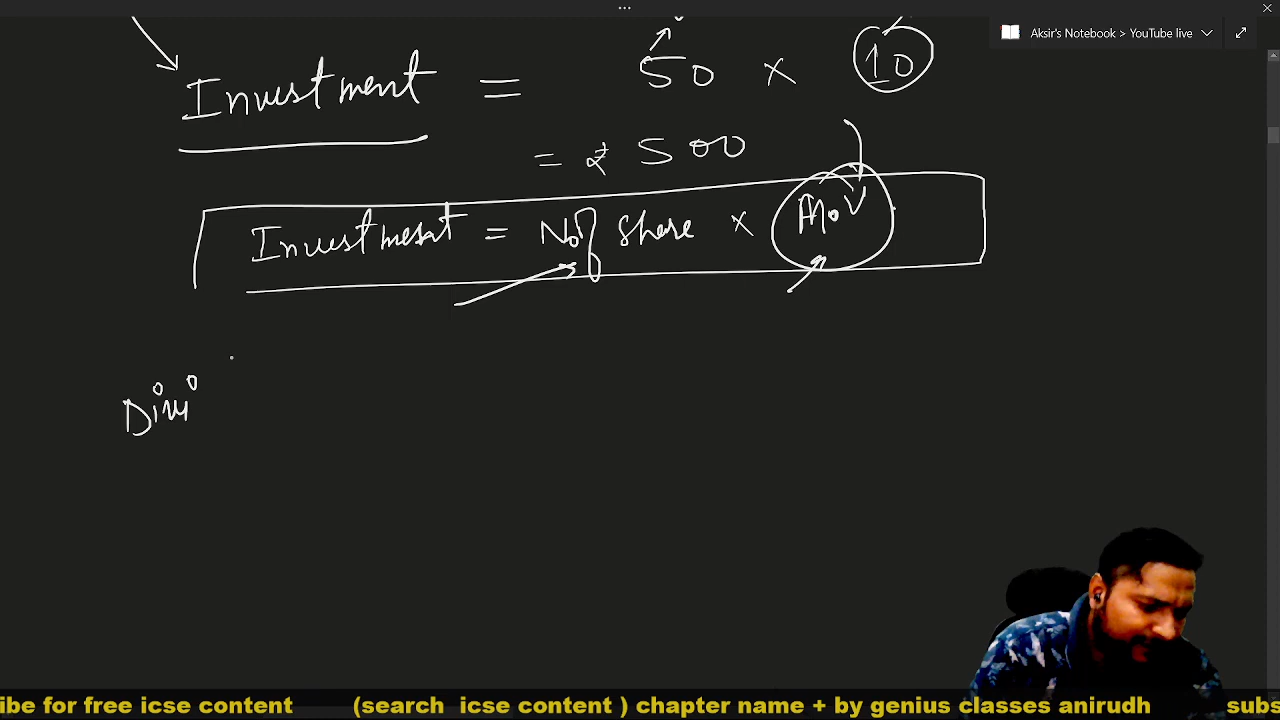 Aksir's Notebook > YouTube live
Investment = 50 × 10
= ₹ 500
Investment = No of Share × M.V
Divi
ibe for free icse content (search icse content ) chapter name + by genius classes anirudh subs